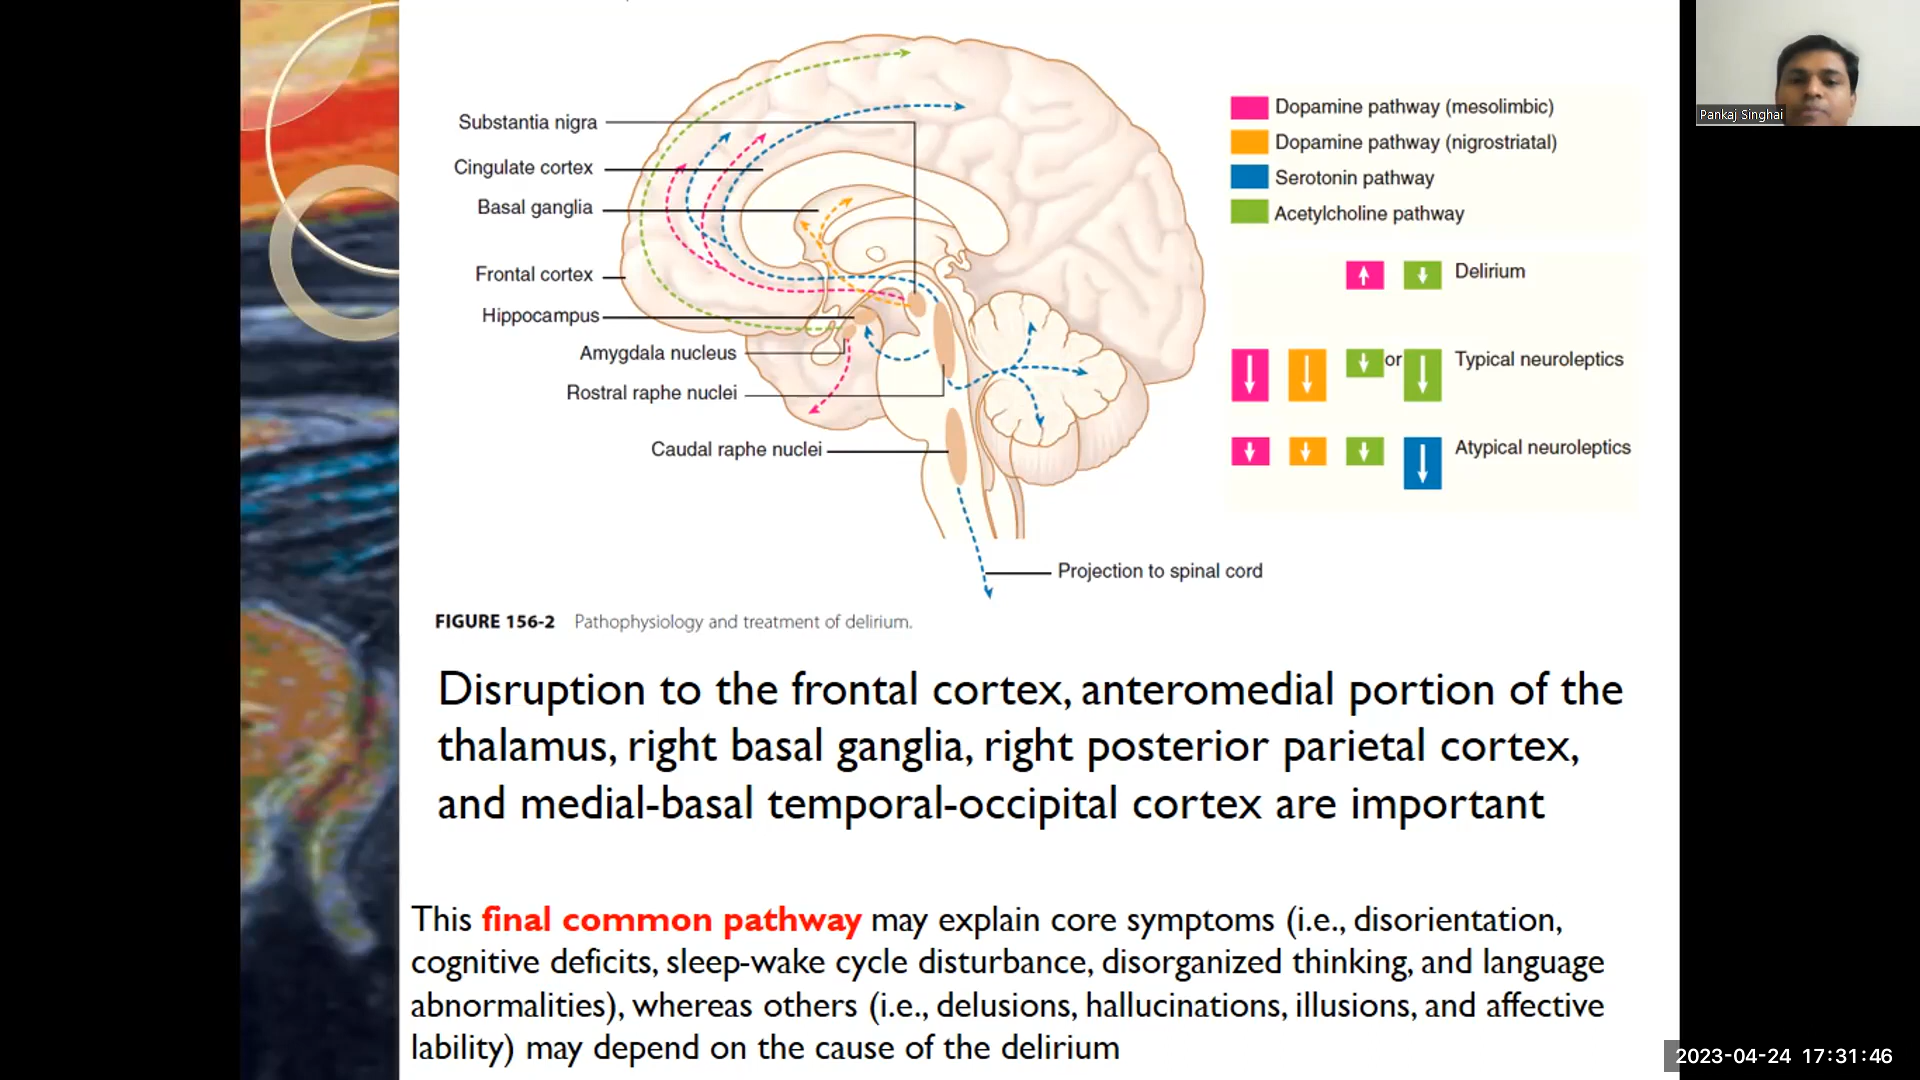 Substantia nigra
Cingulate cortex
Basal ganglia
Frontal cortex
Hippocampus
Amygdala nucleus
Rostral raphe nuclei
Caudal raphe nuclei
Projection to spinal cord
Dopamine pathway (mesolimbic)
Dopamine pathway (nigrostriatal)
Serotonin pathway
Acetylcholine pathway
Delirium
or Typical neuroleptics
Atypical neuroleptics
Pankaj Singhai
FIGURE 156-2 Pathophysiology and treatment of delirium.
Disruption to the frontal cortex, anteromedial portion of the
thalamus, right basal ganglia, right posterior parietal cortex,
and medial-basal temporal-occipital cortex are important
This final common pathway may explain core symptoms (i.e., disorientation,
cognitive deficits, sleep-wake cycle disturbance, disorganized thinking, and language
abnormalities), whereas others (i.e., delusions, hallucinations, illusions, and affective
lability) may depend on the cause of the delirium
2023-04-24 17:31:46